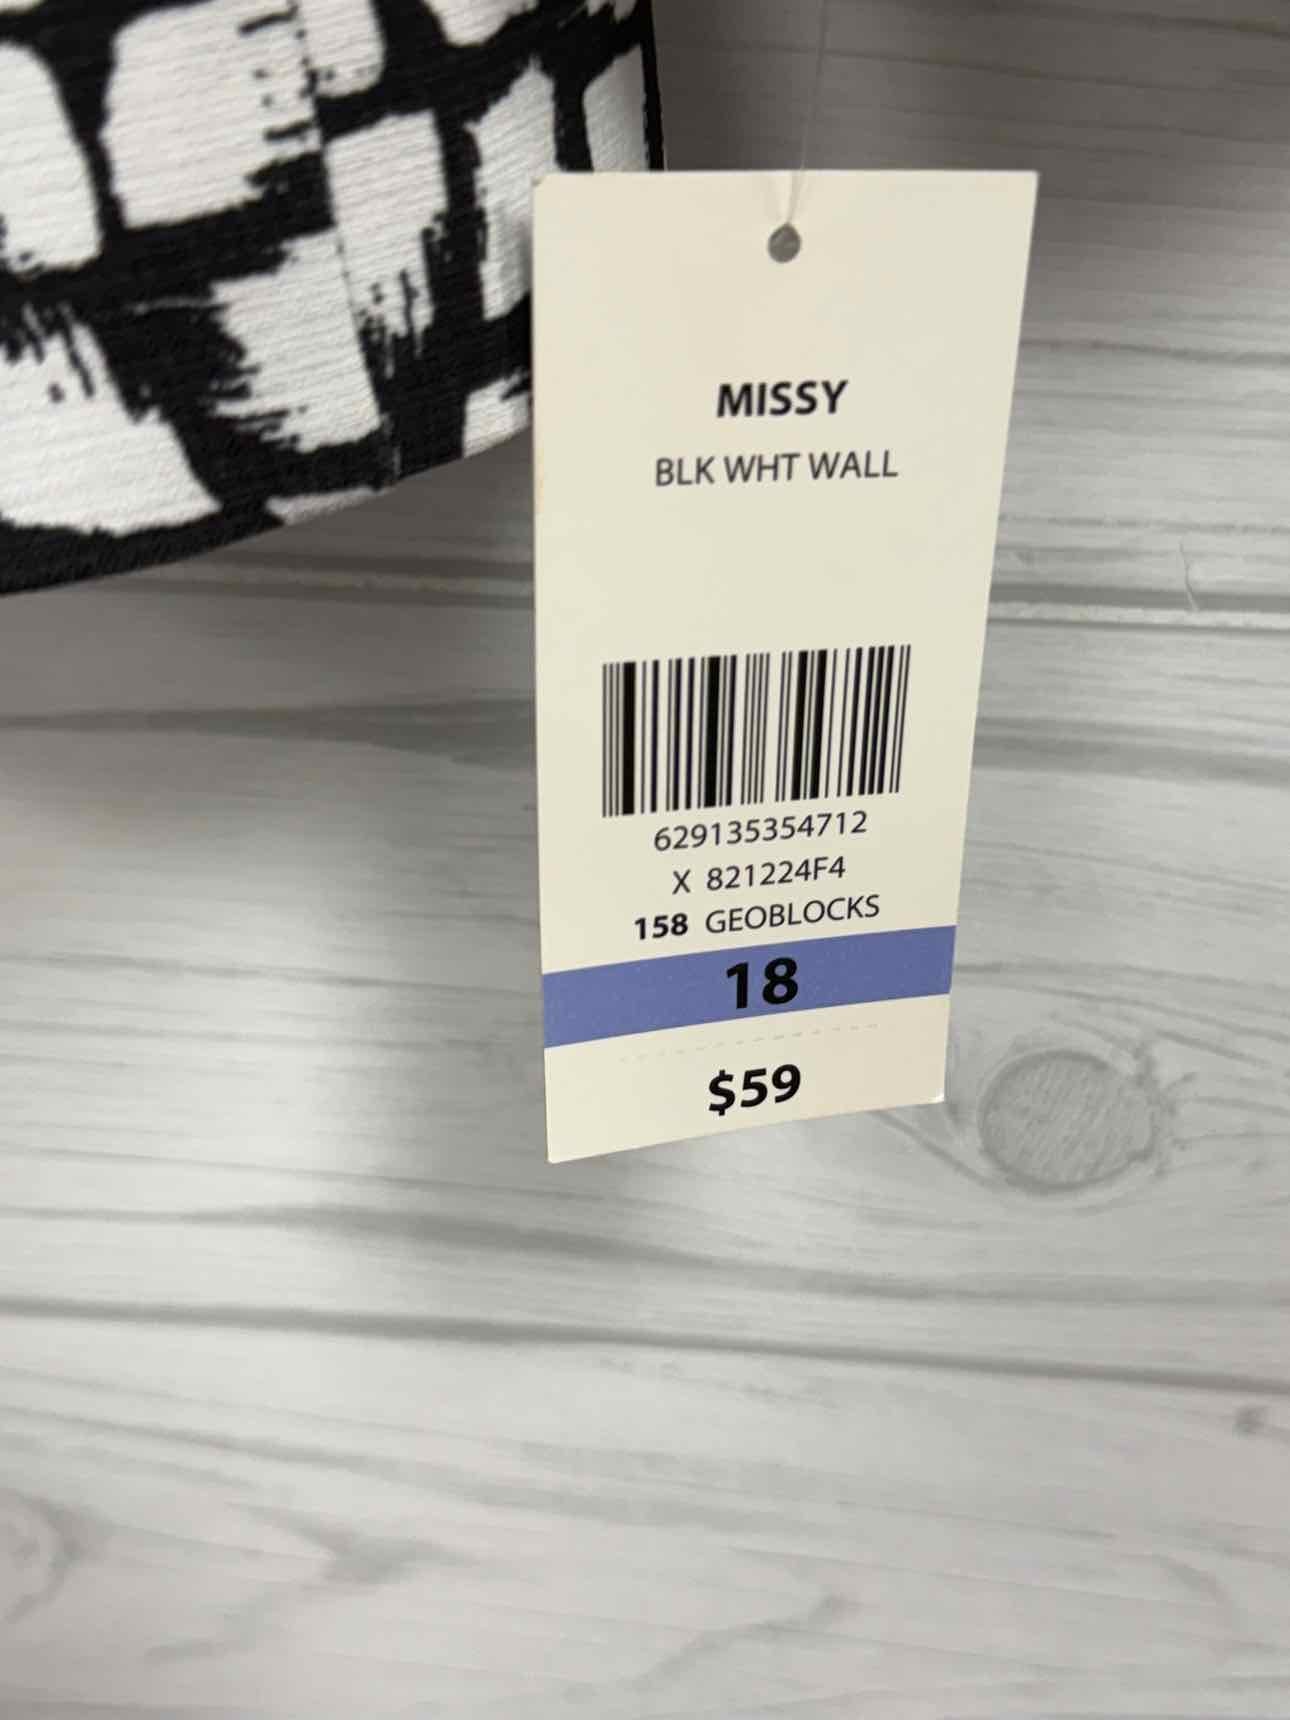 MISSY
BLK WHT WALL
629135354712
X 821224F4
158 GEOBLOCKS
18
$59